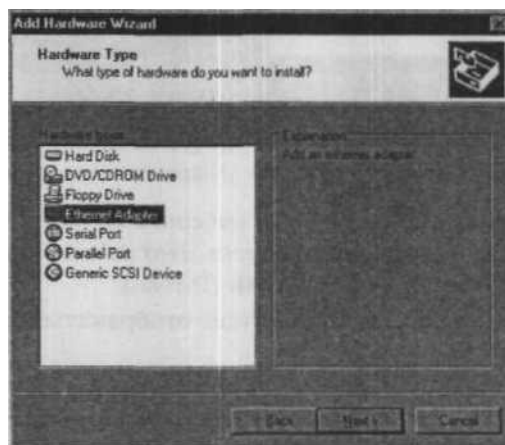 Add Hardware Wizard
Hardware Type
What type of hardware do you want to install?
Hardware types
Explanation
Add an ethernet adapter.
Hard Disk
DVD/CDROM Drive
Floppy Drive
Ethernet Adapter
Serial Port
Parallel Port
Generic SCSI Device
< Back
Next >
Cancel